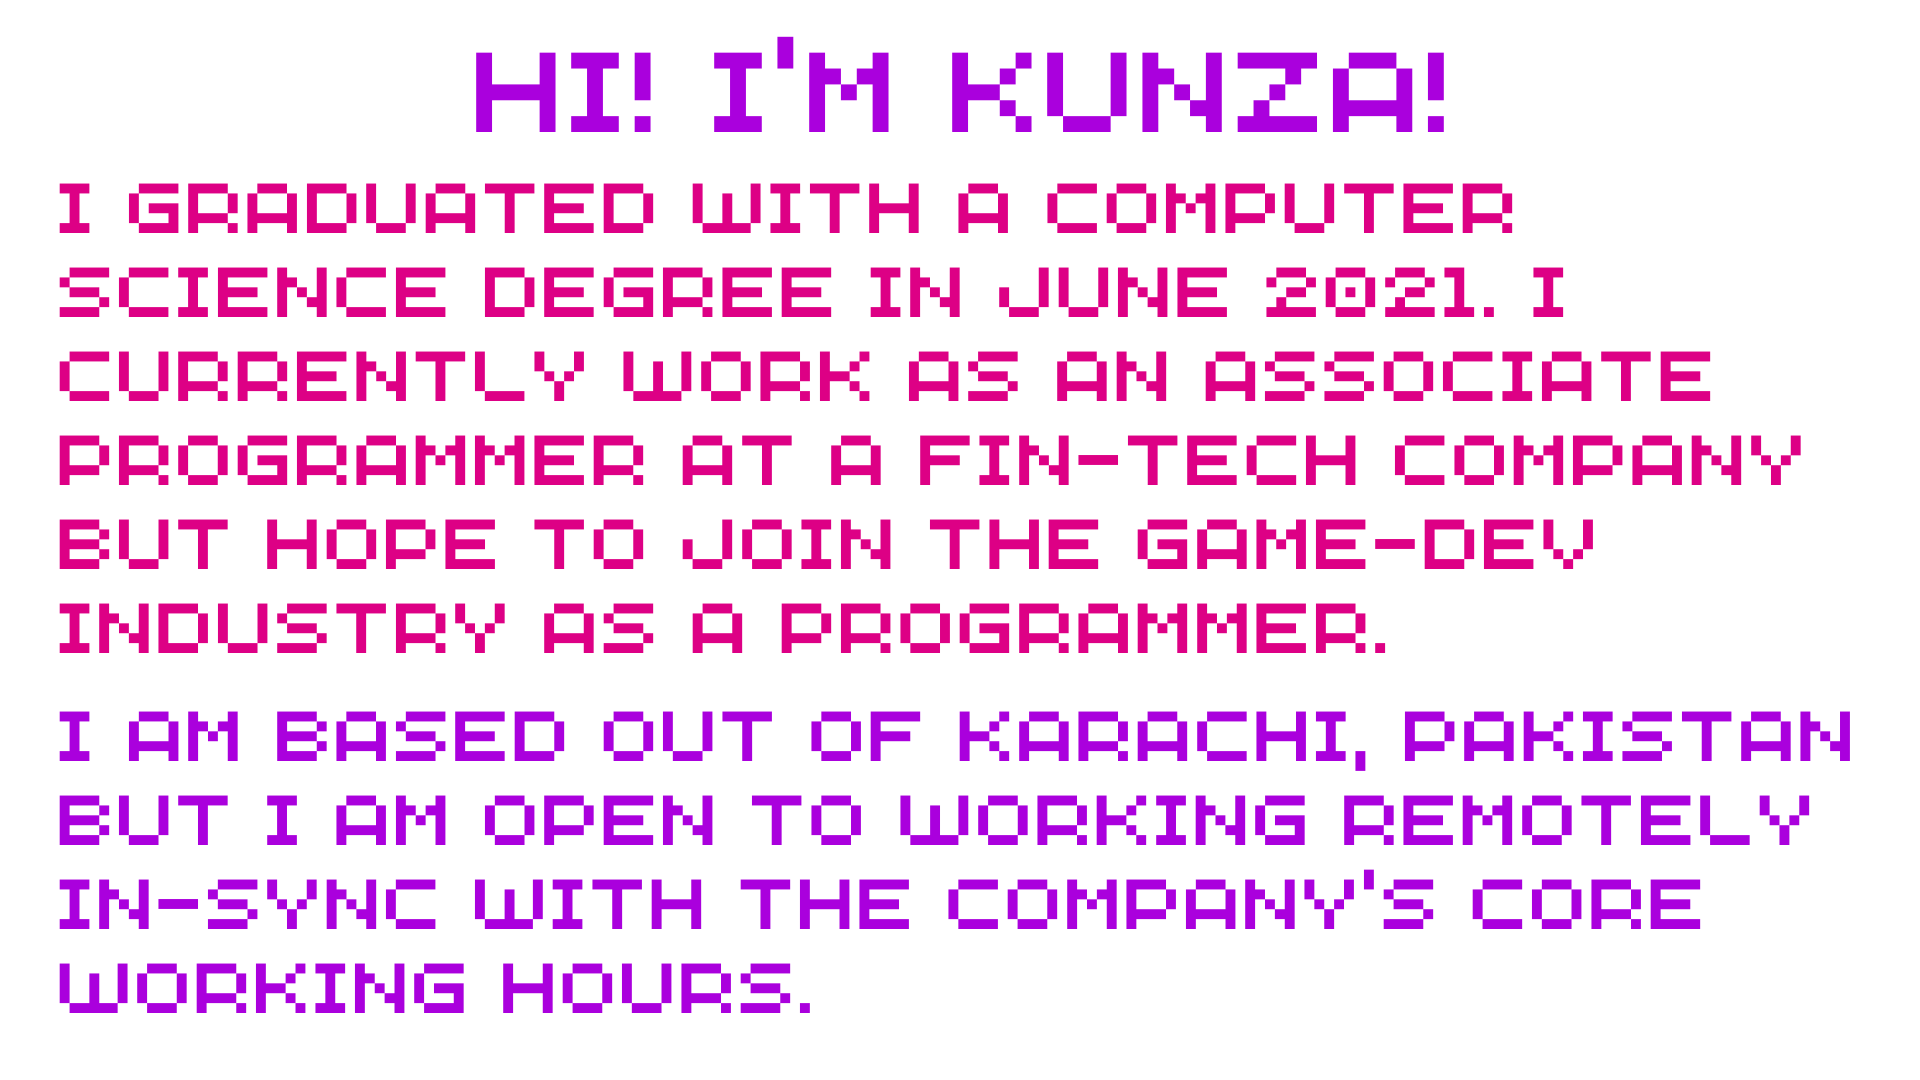 HI! I'M KUNZA!
I GRADUATED WITH A COMPUTER
SCIENCE DEGREE IN JUNE 2021. I
CURRENTLY WORK AS AN ASSOCIATE
PROGRAMMER AT A FIN-TECH COMPANY
BUT HOPE TO JOIN THE GAME-DEV
INDUSTRY AS A PROGRAMMER.
I AM BASED OUT OF KARACHI, PAKISTAN
BUT I AM OPEN TO WORKING REMOTELY
IN-SYNC WITH THE COMPANY'S CORE
WORKING HOURS.